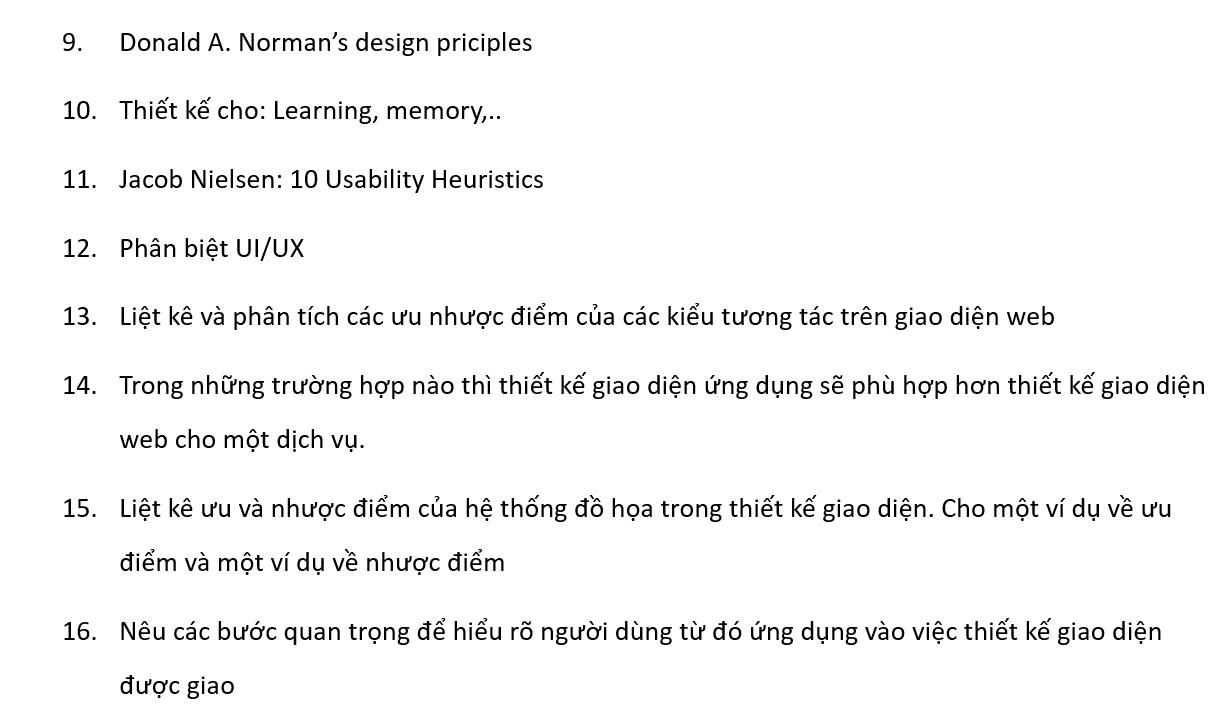 9. Donald A. Norman’s design priciples
10. Thiết kế cho: Learning, memory,..
11. Jacob Nielsen: 10 Usability Heuristics
12. Phân biệt UI/UX
13. Liệt kê và phân tích các ưu nhược điểm của các kiểu tương tác trên giao diện web
14. Trong những trường hợp nào thì thiết kế giao diện ứng dụng sẽ phù hợp hơn thiết kế giao diện
web cho một dịch vụ.
15. Liệt kê ưu và nhược điểm của hệ thống đồ họa trong thiết kế giao diện. Cho một ví dụ về ưu
điểm và một ví dụ về nhược điểm
16. Nêu các bước quan trọng để hiểu rõ người dùng từ đó ứng dụng vào việc thiết kế giao diện
được giao